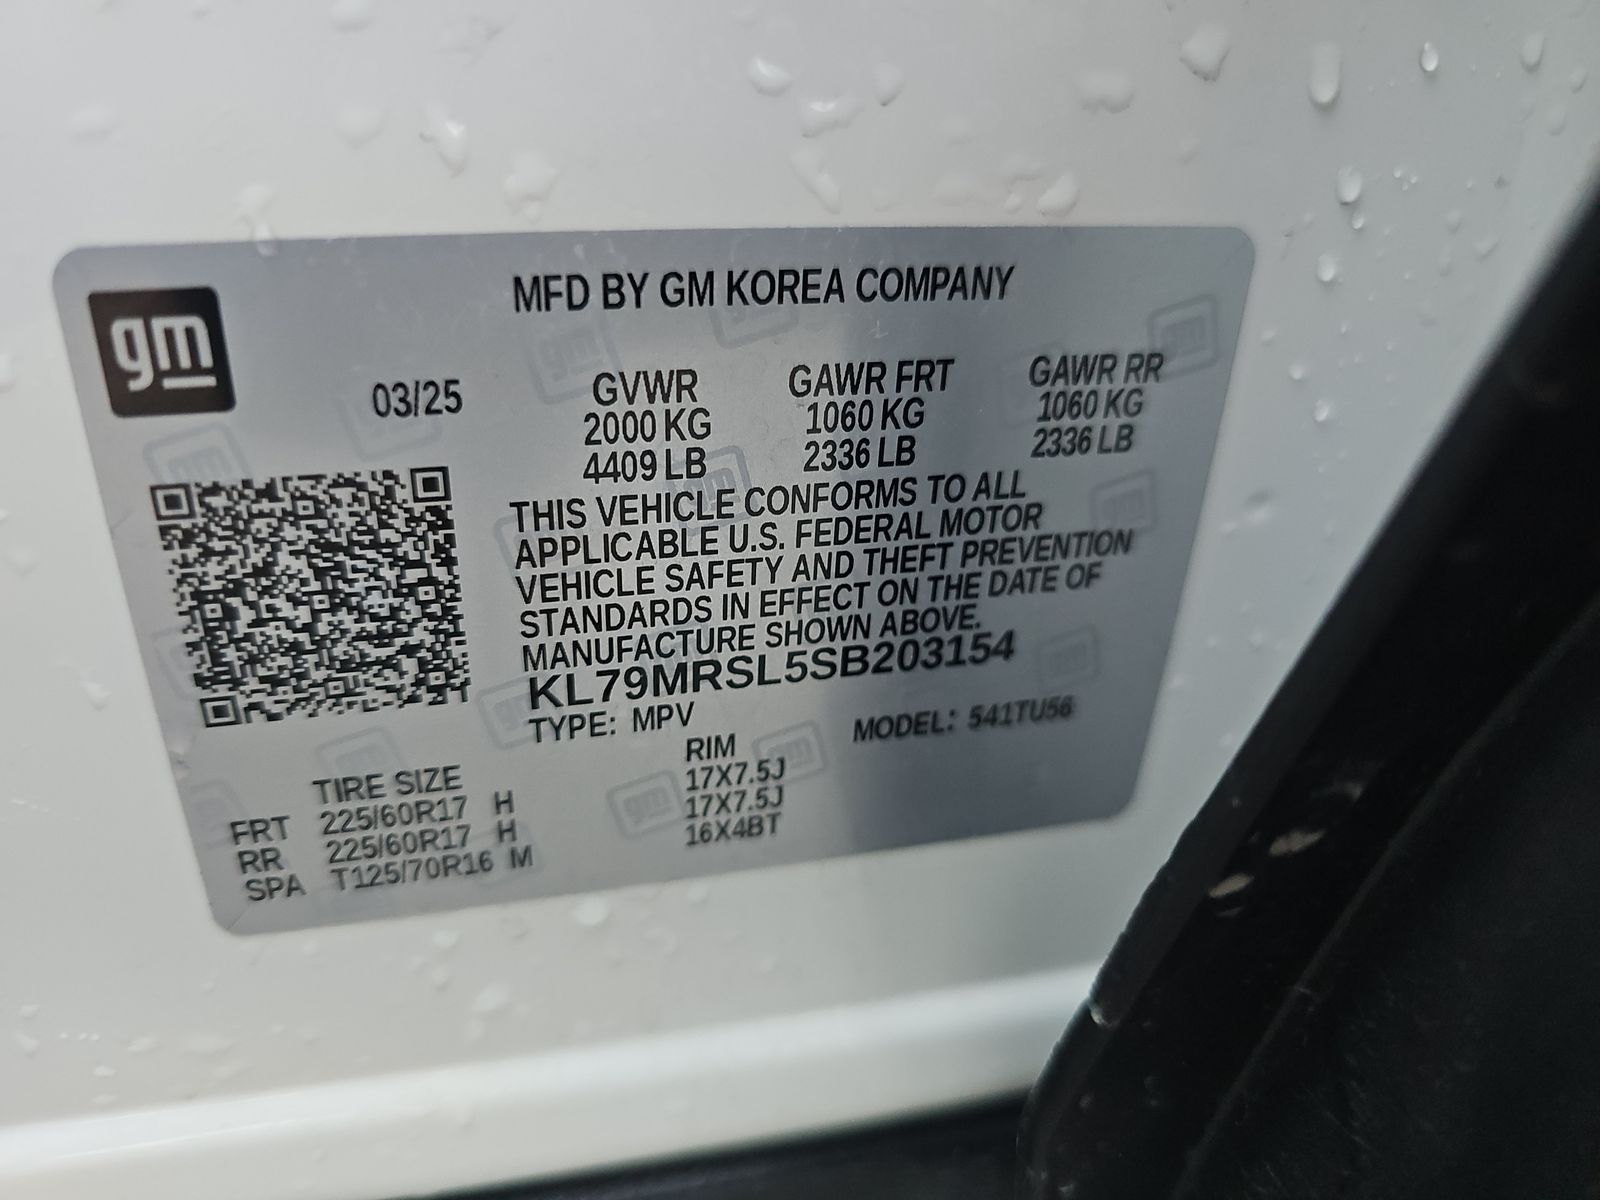 gm
MFD BY GM KOREA COMPANY
03/25 GVWR GAWR FRT GAWR RR
2000 KG 1060 KG 1060 KG
4409 LB 2336 LB 2336 LB
THIS VEHICLE CONFORMS TO ALL
APPLICABLE U.S. FEDERAL MOTOR
VEHICLE SAFETY AND THEFT PREVENTION
STANDARDS IN EFFECT ON THE DATE OF
MANUFACTURE SHOWN ABOVE.
KL79MRSL5SB203154
TYPE: MPV MODEL: 541TU56
TIRE SIZE RIM
FRT 225/60R17 H 17X7.5J
RR 225/60R17 H 17X7.5J
SPA T125/70R16 M 16X4BT